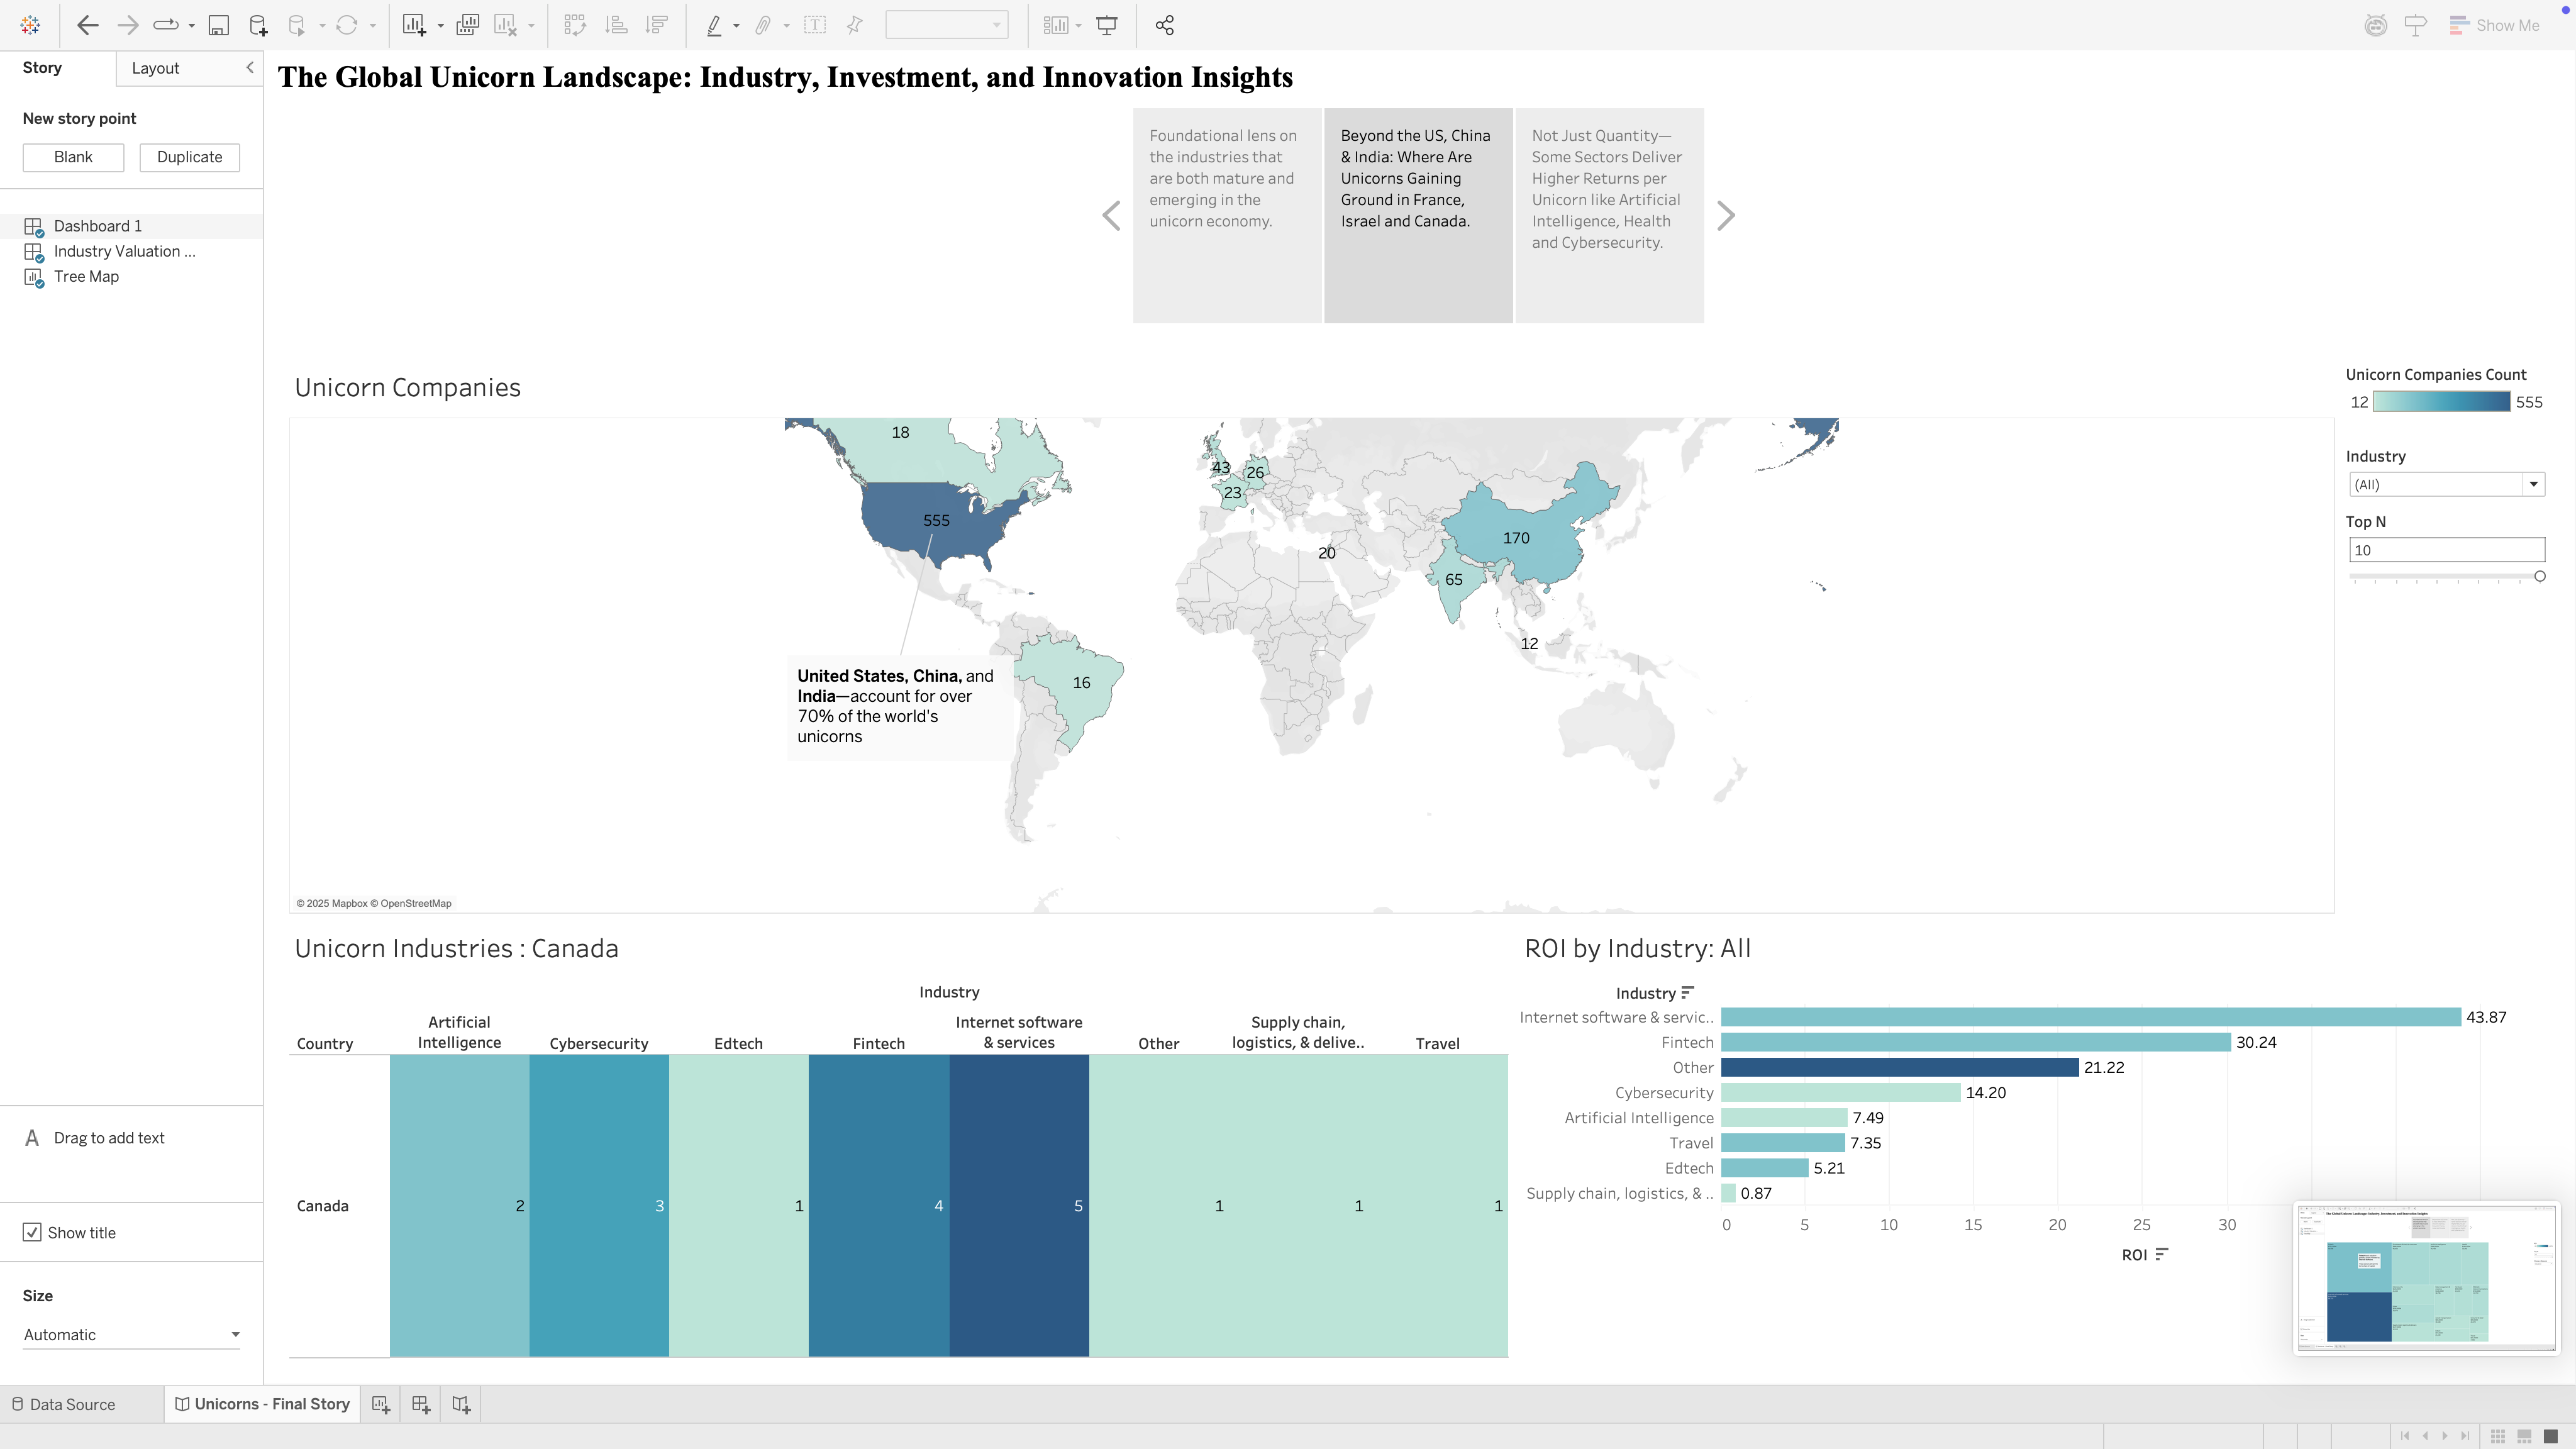 Show Me
Story
Layout
The Global Unicorn Landscape: Industry, Investment, and Innovation Insights
New story point
Blank
Duplicate
Dashboard 1
Industry Valuation ...
Tree Map
Foundational lens on
the industries that
are both mature and
emerging in the
unicorn economy.
Beyond the US, China
& India: Where Are
Unicorns Gaining
Ground in France,
Israel and Canada.
Not Just Quantity—
Some Sectors Deliver
Higher Returns per
Unicorn like Artificial
Intelligence, Health
and Cybersecurity.
Unicorn Companies
18
43
26
23
555
170
20
65
12
16
United States, China, and
India—account for over
70% of the world's
unicorns
© 2025 Mapbox © OpenStreetMap
Unicorn Companies Count
12
555
Industry
(All)
Top N
10
Unicorn Industries : Canada
Industry
Country
Artificial
Intelligence
Cybersecurity
Edtech
Fintech
Internet software
& services
Other
Supply chain,
logistics, & delive..
Travel
Canada
2
3
1
4
5
1
1
1
ROI by Industry: All
Industry
Internet software & servic..
43.87
Fintech
30.24
Other
21.22
Cybersecurity
14.20
Artificial Intelligence
7.49
Travel
7.35
Edtech
5.21
Supply chain, logistics, & ..
0.87
0
5
10
15
20
25
30
ROI
A Drag to add text
Show title
Size
Automatic
Data Source
Unicorns - Final Story